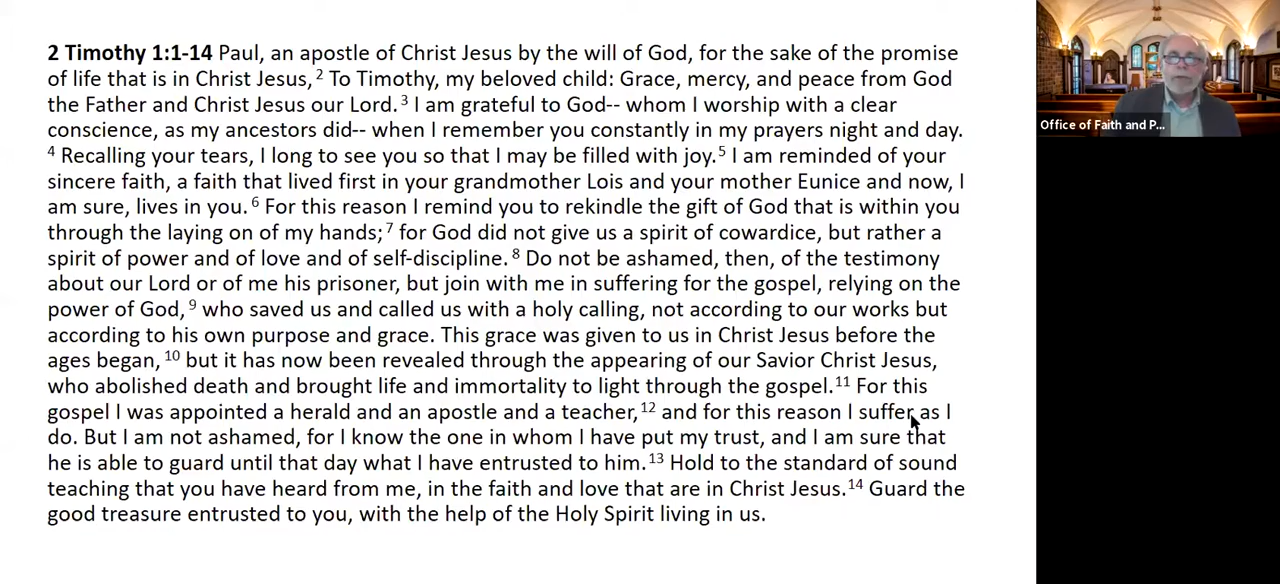 2 Timothy 1:1-14 Paul, an apostle of Christ Jesus by the will of God, for the sake of the promise
of life that is in Christ Jesus, 2 To Timothy, my beloved child: Grace, mercy, and peace from God
the Father and Christ Jesus our Lord. 3 I am grateful to God-- whom I worship with a clear
conscience, as my ancestors did-- when I remember you constantly in my prayers night and day.
4 Recalling your tears, I long to see you so that I may be filled with joy. 5 I am reminded of your
sincere faith, a faith that lived first in your grandmother Lois and your mother Eunice and now, I
am sure, lives in you. 6 For this reason I remind you to rekindle the gift of God that is within you
through the laying on of my hands; 7 for God did not give us a spirit of cowardice, but rather a
spirit of power and of love and of self-discipline. 8 Do not be ashamed, then, of the testimony
about our Lord or of me his prisoner, but join with me in suffering for the gospel, relying on the
power of God, 9 who saved us and called us with a holy calling, not according to our works but
according to his own purpose and grace. This grace was given to us in Christ Jesus before the
ages began, 10 but it has now been revealed through the appearing of our Savior Christ Jesus,
who abolished death and brought life and immortality to light through the gospel. 11 For this
gospel I was appointed a herald and an apostle and a teacher, 12 and for this reason I suffer as I
do. But I am not ashamed, for I know the one in whom I have put my trust, and I am sure that
he is able to guard until that day what I have entrusted to him. 13 Hold to the standard of sound
teaching that you have heard from me, in the faith and love that are in Christ Jesus. 14 Guard the
good treasure entrusted to you, with the help of the Holy Spirit living in us.
Office of Faith and P...